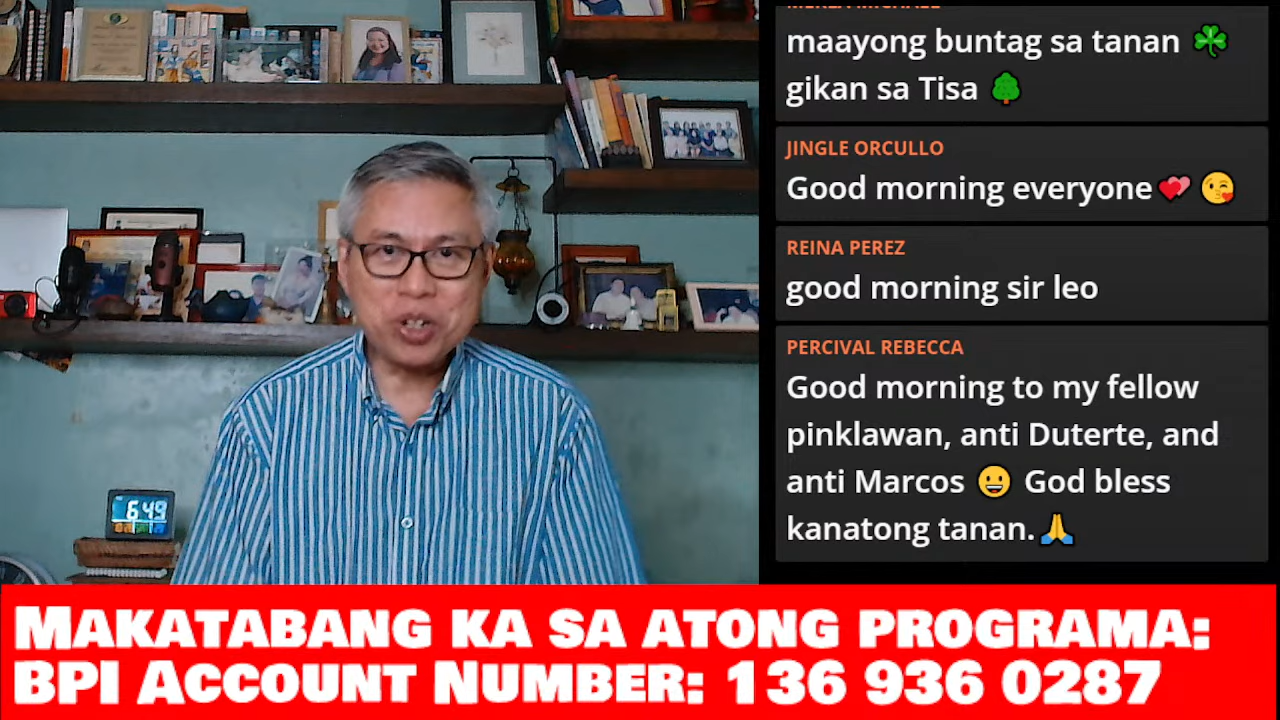 maayong buntag sa tanan ☘
gikan sa Tisa 🌳
JINGLE ORCULLO
Good morning everyone 💕 😘
REINA PEREZ
good morning sir leo
PERCIVAL REBECCA
Good morning to my fellow
pinklawan, anti Duterte, and
anti Marcos 😀 God bless
kanatong tanan. 🙏
6:49
MAKATABANG KA SA ATONG PROGRAMA:
BPI ACCOUNT NUMBER: 136 936 0287